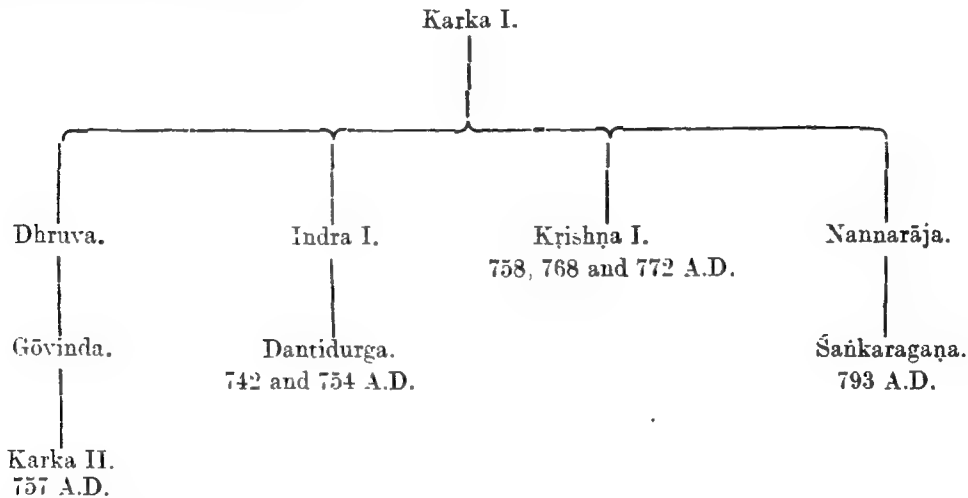 Karka I.
Dhruva.
Indra I.
Kṛishṇa I.
758, 768 and 772 A.D.
Nannarāja.
Gōvinda.
Dantidurga.
742 and 754 A.D.
Śaṅkaragaṇa.
793 A.D.
Karka II.
757 A.D.